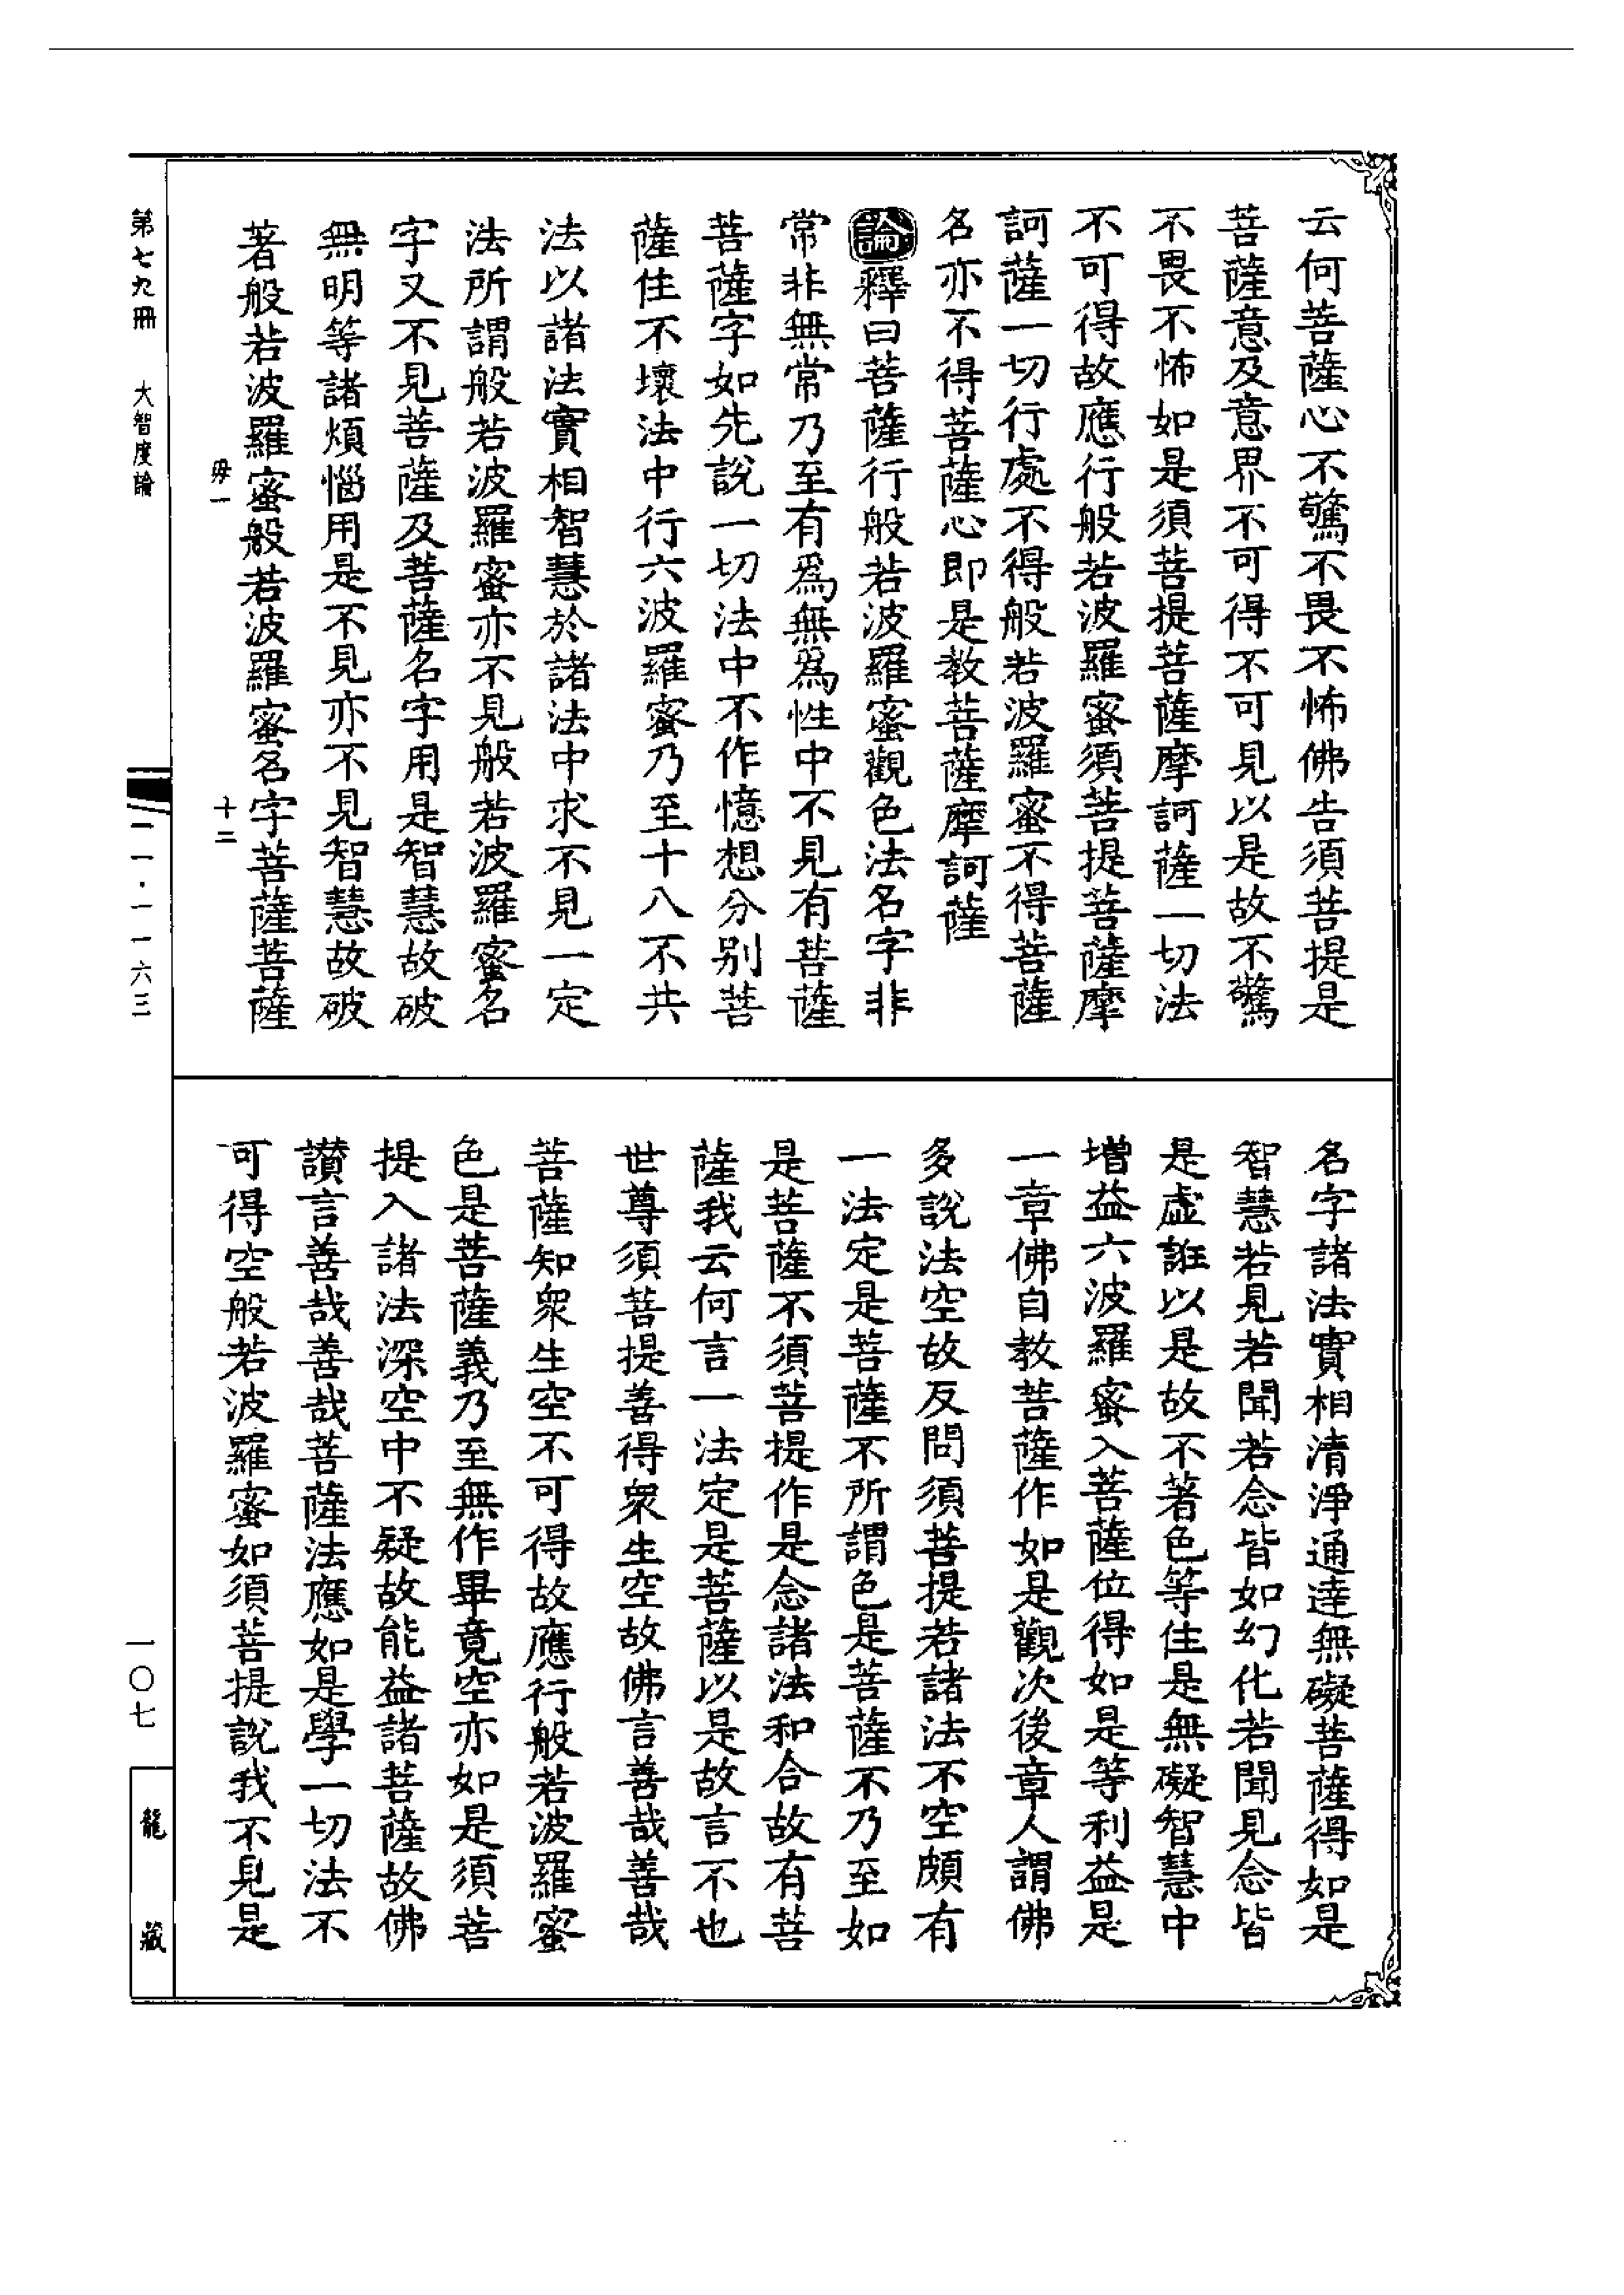 云何菩薩心不驚不畏不怖佛告須菩提是
菩薩意及意界不可得不可見以是故不驚
不畏不怖如是須菩提菩薩摩訶薩一切法
不可得故應行般若波羅蜜須菩提菩薩摩
訶薩一切行處不得般若波羅蜜不得菩薩
名亦不得菩薩心即是教菩薩摩訶薩
論釋曰菩薩行般若波羅蜜觀色法名字非
常非無常乃至有為無為性中不見有菩薩
菩薩字如先說一切法中不作憶想分別菩
薩住不壞法中行六波羅蜜乃至十八不共
法以諸法實相智慧於諸法中求不見一定
法所謂般若波羅蜜亦不見般若波羅蜜名
字又不見菩薩及菩薩名字用是智慧故破
無明等諸煩惱用是不見亦不見智慧故破
著般若波羅蜜般若波羅蜜名字菩薩菩薩
名字諸法實相清淨通達無礙菩薩得如是
智慧若見若聞若念皆如幻化若聞見念皆
是虛誑以是故不著色等住是無礙智慧中
增益六波羅蜜入菩薩位得如是等利益是
一章佛自教菩薩作如是觀次後章人謂佛
多說法空故反問須菩提若諸法不空頗有
一法定是菩薩不所謂色是菩薩不乃至如
是菩薩不須菩提作是念諸法和合故有菩
薩我云何言一法定是菩薩以是故言不也
世尊須菩提善得眾生空故佛言善哉善哉
菩薩知眾生空不可得故應行般若波羅蜜
色是菩薩義乃至無作畢竟空亦如是須菩
提入諸法深空中不疑故能益諸菩薩故佛
讚言善哉善哉菩薩法應如是學一切法不
可得空般若波羅蜜如須菩提說我不見是
毋一
十二
第七九冊 大智度論
二一·一一六三
一〇七
龍藏